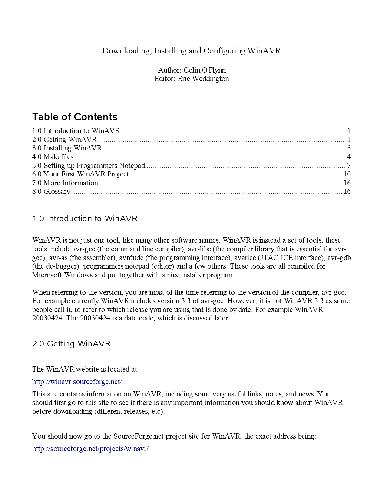 Downloading, Installing and Configuring WinAVR
Author: Colin O'Flynn
Editor: Eric Weddington
Table of Contents
1.0 Introduction to WinAVR 1
2.0 Getting WinAVR 1
3.0 Installing WinAVR 3
4.0 Make files 4
5.0 Setting up Programmers Notepad 7
6.0 Your First WinAVR Project 10
7.0 More Information 16
8.0 Glossary 16
1.0 Introduction to WinAVR
WinAVR is not just one tool, like many other software names. WinAVR is instead a set of tools, these
tools include avr-gcc (the command line compiler), avr-libc (the compiler library that is essential for avr-
gcc), avr-as (the assembler), avrdude (the programming interface), avarice (JTAG ICE interface), avr-gdb
(the de-bugger), programmers notepad (editor) and a few others. These tools are all compiled for
Microsoft Windows and put together with a nice installer program.
When referring to the version, you are most of the time referring to the version of the compiler, avr-gcc.
For example currently WinAVR includes version 3.3 of avr-gcc. However, it is not WinAVR 3.3 as some
people call it, to refer to which release you are using that is done by date. For example WinAVR
20030424. The 20030424 is a date code, which is discussed later.
2.0 Getting WinAVR
The WinAVR website is located at:
http://winavr.sourceforge.net/
This site contains information on WinAVR, including some very useful links, notes, and news. You
should first go to this site to see if there is any important information you should know about WinAVR
before downloading (different releases, etc).
You should now go to the SourceForge.net project site for WinAVR, the exact address being:
http://sourceforge.net/projects/winavr/